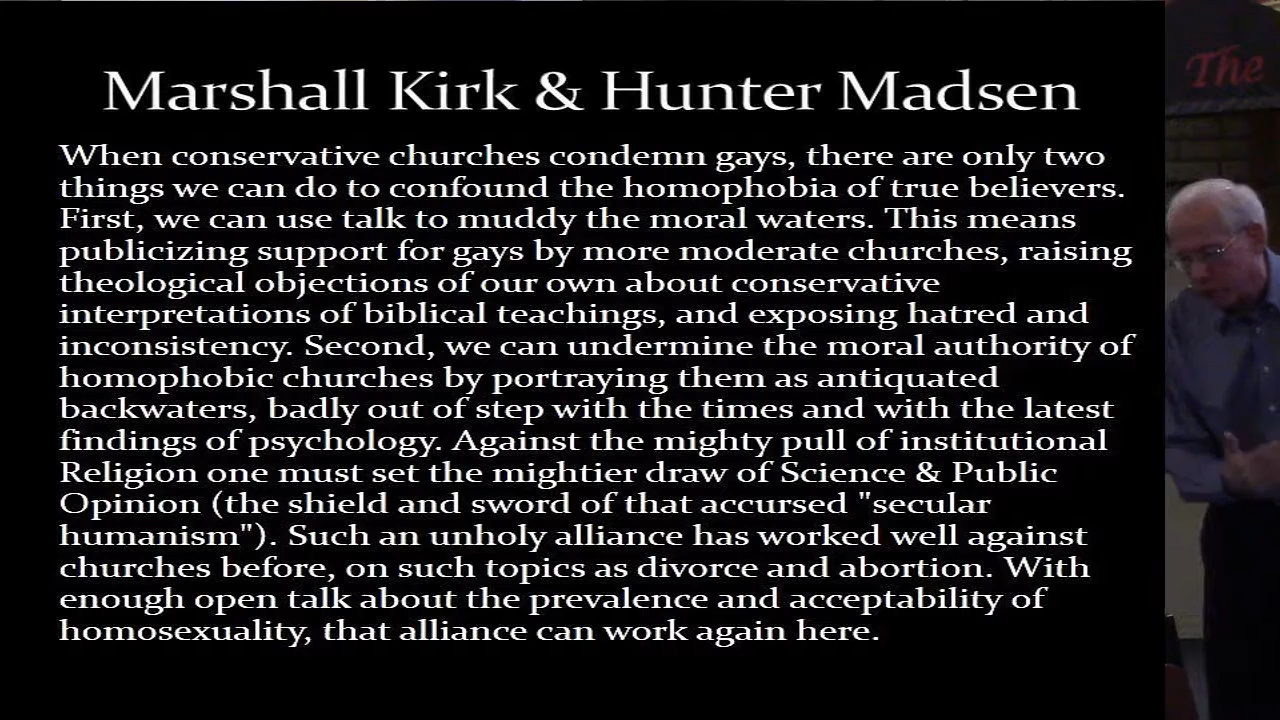 Marshall Kirk & Hunter Madsen
When conservative churches condemn gays, there are only two
things we can do to confound the homophobia of true believers.
First, we can use talk to muddy the moral waters. This means
publicizing support for gays by more moderate churches, raising
theological objections of our own about conservative
interpretations of biblical teachings, and exposing hatred and
inconsistency. Second, we can undermine the moral authority of
homophobic churches by portraying them as antiquated
backwaters, badly out of step with the times and with the latest
findings of psychology. Against the mighty pull of institutional
Religion one must set the mightier draw of Science & Public
Opinion (the shield and sword of that accursed "secular
humanism"). Such an unholy alliance has worked well against
churches before, on such topics as divorce and abortion. With
enough open talk about the prevalence and acceptability of
homosexuality, that alliance can work again here.
The